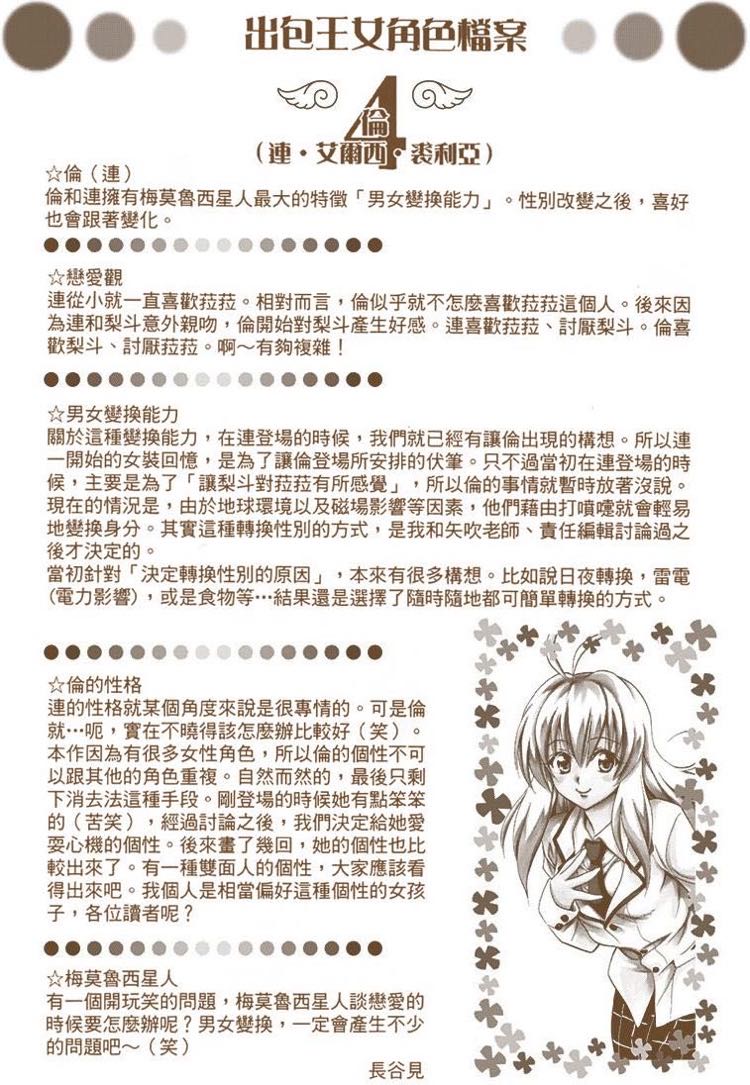 出包王女角色檔案
4
倫
（連・艾爾西・裘利亞）
☆倫（連）
倫和連擁有梅莫魯西星人最大的特徵「男女變換能力」。性別改變之後，喜好
也會跟著變化。
☆戀愛觀
連從小就一直喜歡菈菈。相對而言，倫似乎就不怎麼喜歡菈菈這個人。後來因
為連和梨斗意外親吻，倫開始對梨斗產生好感。連喜歡菈菈、討厭梨斗。倫喜
歡梨斗、討厭菈菈。啊～有夠複雜！
☆男女變換能力
關於這種變換能力，在連登場的時候，我們就已經有讓倫出現的構想。所以連
一開始的女裝回憶，是為了讓倫登場所安排的伏筆。只不過當初在連登場的時
候，主要是為了「讓梨斗對菈菈有所感覺」，所以倫的事情就暫時放著沒說。
現在的情況是，由於地球環境以及磁場影響等因素，他們藉由打噴嚏就會輕易
地變換身分。其實這種轉換性別的方式，是我和矢吹老師、責任編輯討論過之
後才決定的。
當初針對「決定轉換性別的原因」，本來有很多構想。比如說日夜轉換，雷電
(電力影響)，或是食物等…結果還是選擇了隨時隨地都可簡單轉換的方式。
☆倫的性格
連的性格就某個角度來說是很專情的。可是倫
就…呃，實在不曉得該怎麼辦比較好（笑）。
本作因為有很多女性角色，所以倫的個性不可
以跟其他的角色重複。自然而然的，最後只剩
下消去法這種手段。剛登場的時候她有點笨笨
的（苦笑），經過討論之後，我們決定給她愛
耍心機的個性。後來畫了幾回，她的個性也比
較出來了。有一種雙面人的個性，大家應該看
得出來吧。我個人是相當偏好這種個性的女孩
子，各位讀者呢？
☆梅莫魯西星人
有一個開玩笑的問題，梅莫魯西星人談戀愛的
時候要怎麼辦呢？男女變換，一定會產生不少
的問題吧～（笑）
長谷見